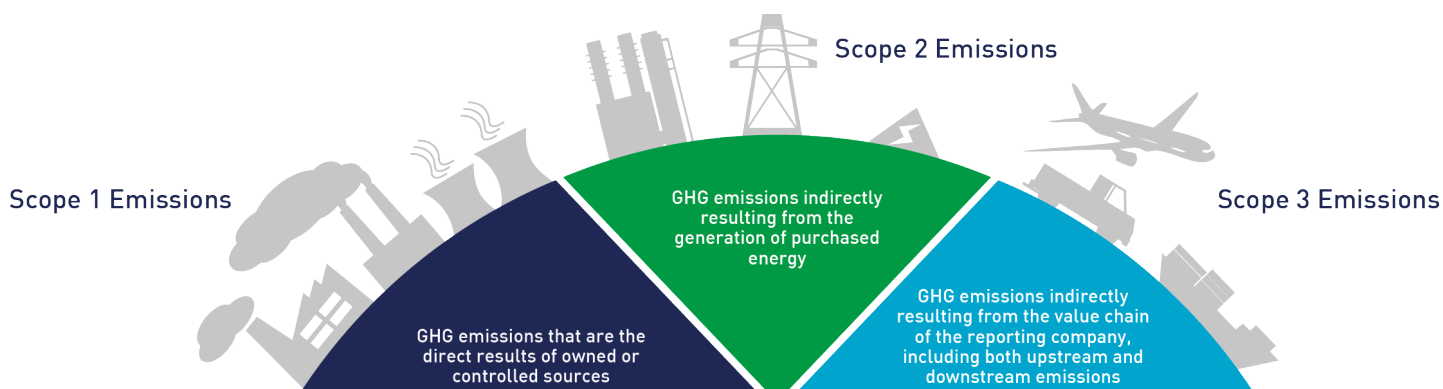 Scope 1 Emissions
GHG emissions that are the
direct results of owned or
controlled sources
Scope 2 Emissions
GHG emissions indirectly
resulting from the
generation of purchased
energy
Scope 3 Emissions
GHG emissions indirectly
resulting from the value chain
of the reporting company,
including both upstream and
downstream emissions